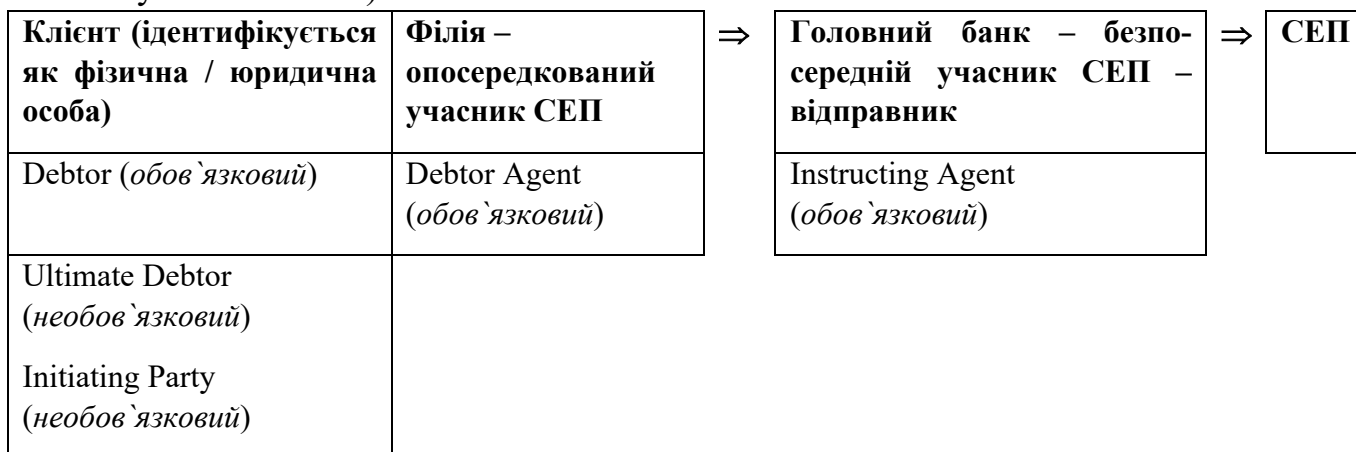 Клієнт (ідентифікується
як фізична / юридична
особа)
Філія –
опосередкований
учасник СЕП
⇒
Головний банк – безпо-
середній учасник СЕП –
відправник
⇒
СЕП
Debtor (обов`язковий)
Debtor Agent
(обов`язковий)
Instructing Agent
(обов`язковий)
Ultimate Debtor
(необов`язковий)
Initiating Party
(необов`язковий)